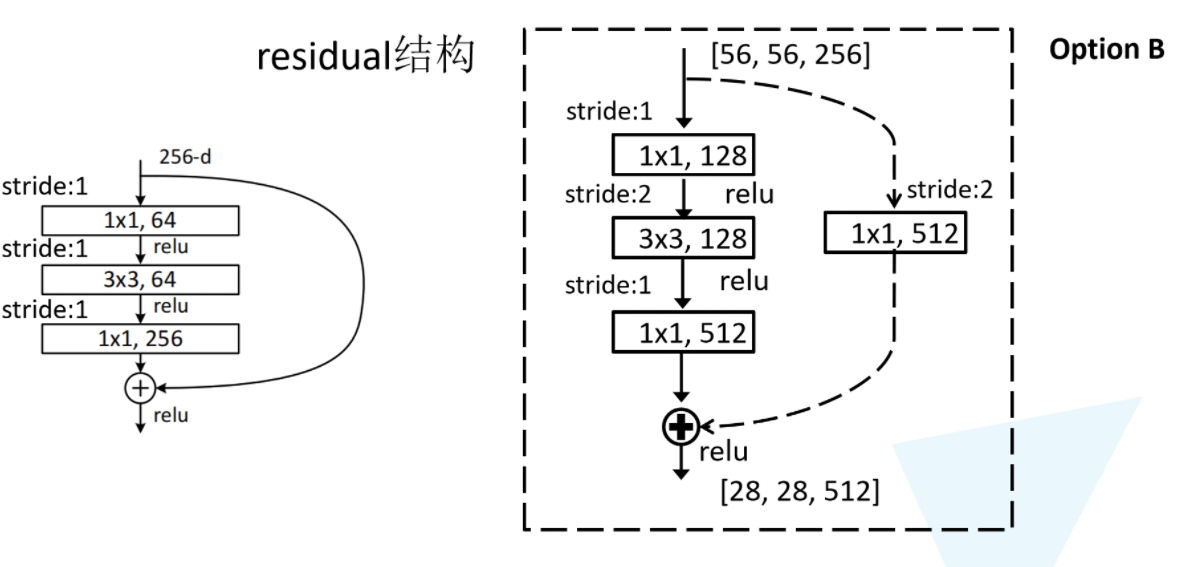 residual结构
256-d
stride:1
1x1, 64
stride:1
relu
3x3, 64
stride:1
relu
1x1, 256
+
relu
Option B
[56, 56, 256]
stride:1
1x1, 128
stride:2
relu
stride:2
3x3, 128
1x1, 512
stride:1
relu
1x1, 512
+
relu
[28, 28, 512]